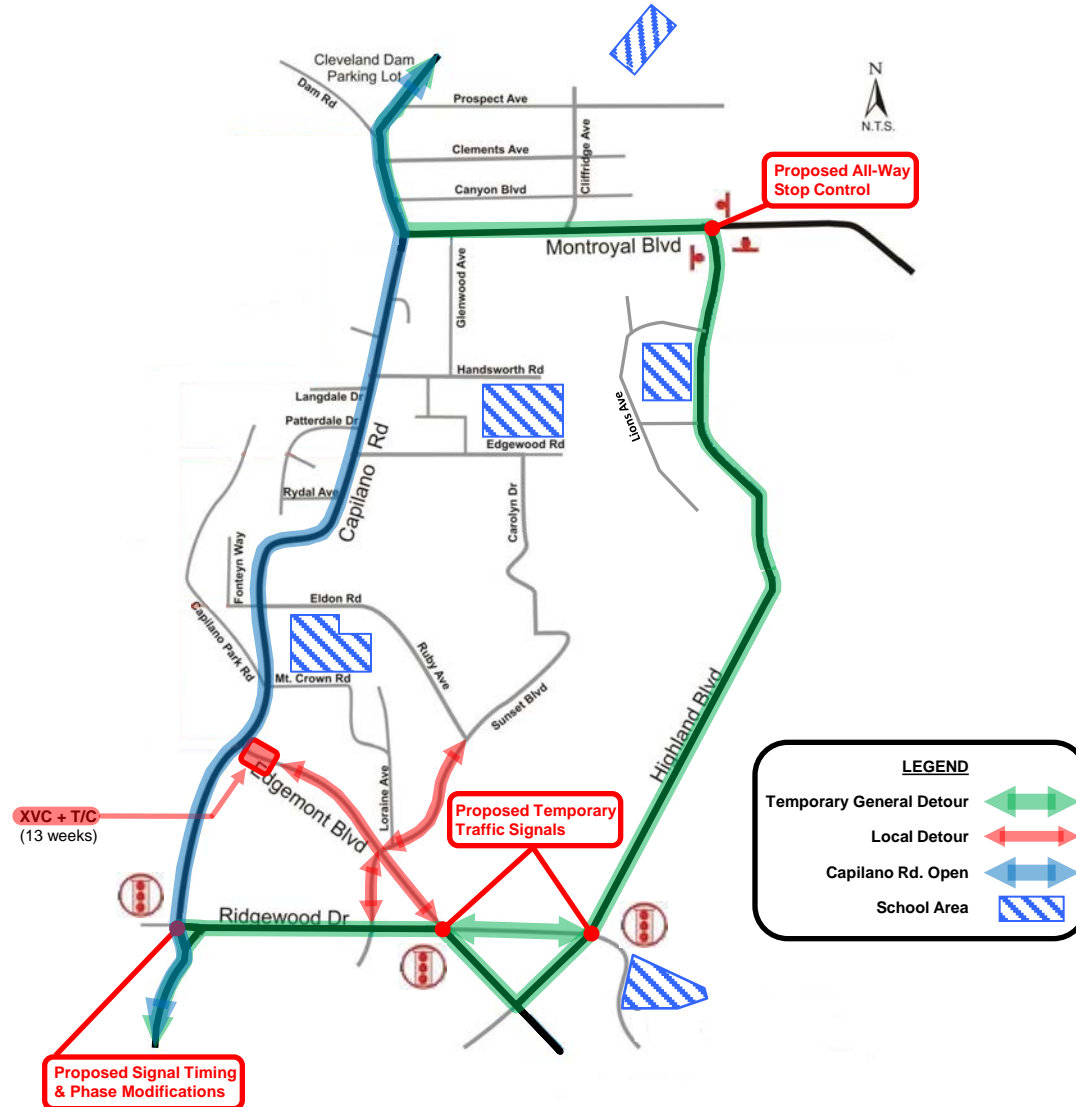 Cleveland Dam
Parking Lot
Dam Rd
Prospect Ave
N
N.T.S.
Clements Ave
Cliffridge Ave
Canyon Blvd
Proposed All-Way
Stop Control
Montroyal Blvd
Glenwood Ave
Handsworth Rd
Langdale Dr
Patterdale Dr
Lions Ave
Edgewood Rd
Capilano Rd
Rydal Ave
Carolyn Dr
Fonteyn Way
Eldon Rd
Capilano Park Rd
Ruby Ave
Mt. Crown Rd
Sunset Blvd
Highland Blvd
Edgemont Blvd
Loraine Ave
XVC + T/C
(13 weeks)
Proposed Temporary
Traffic Signals
Ridgewood Dr
Proposed Signal Timing
& Phase Modifications
LEGEND
Temporary General Detour
Local Detour
Capilano Rd. Open
School Area